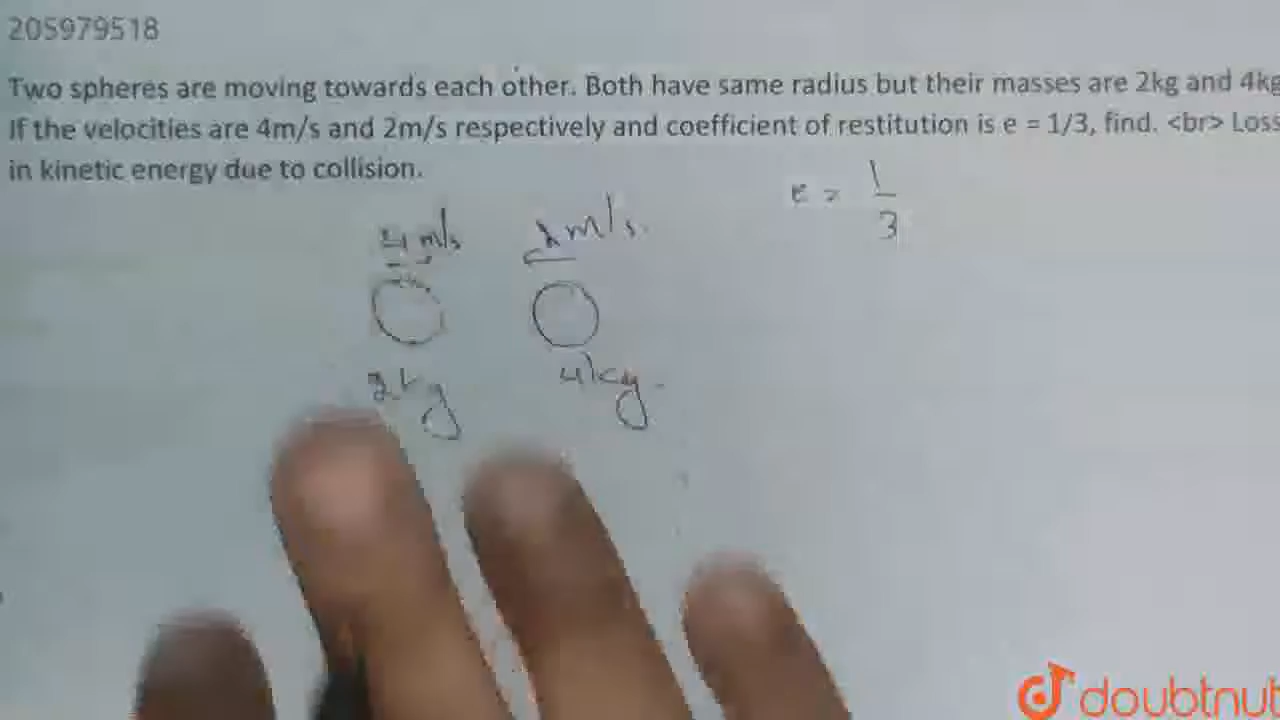 205979518
Two spheres are moving towards each other. Both have same radius but their masses are 2kg and 4kg
If the velocities are 4m/s and 2m/s respectively and coefficient of restitution is e = 1/3, find. <br> Loss
in kinetic energy due to collision.
e = 1/3
4 m/s 2m/s.
2kg 4kg.
doubtnut